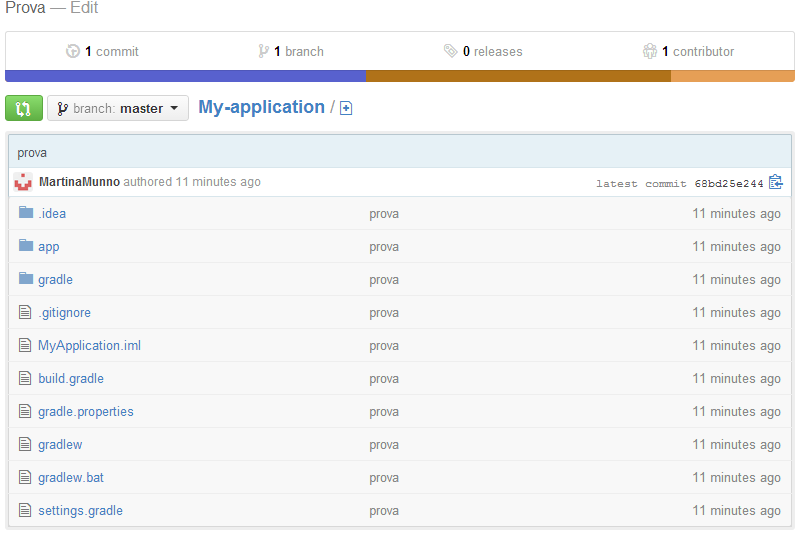 Prova — Edit
1 commit 1 branch 0 releases 1 contributor
branch: master My-application /
prova
MartinaMunno authored 11 minutes ago latest commit 68bd25e244
.idea prova 11 minutes ago
app prova 11 minutes ago
gradle prova 11 minutes ago
.gitignore prova 11 minutes ago
MyApplication.iml prova 11 minutes ago
build.gradle prova 11 minutes ago
gradle.properties prova 11 minutes ago
gradlew prova 11 minutes ago
gradlew.bat prova 11 minutes ago
settings.gradle prova 11 minutes ago